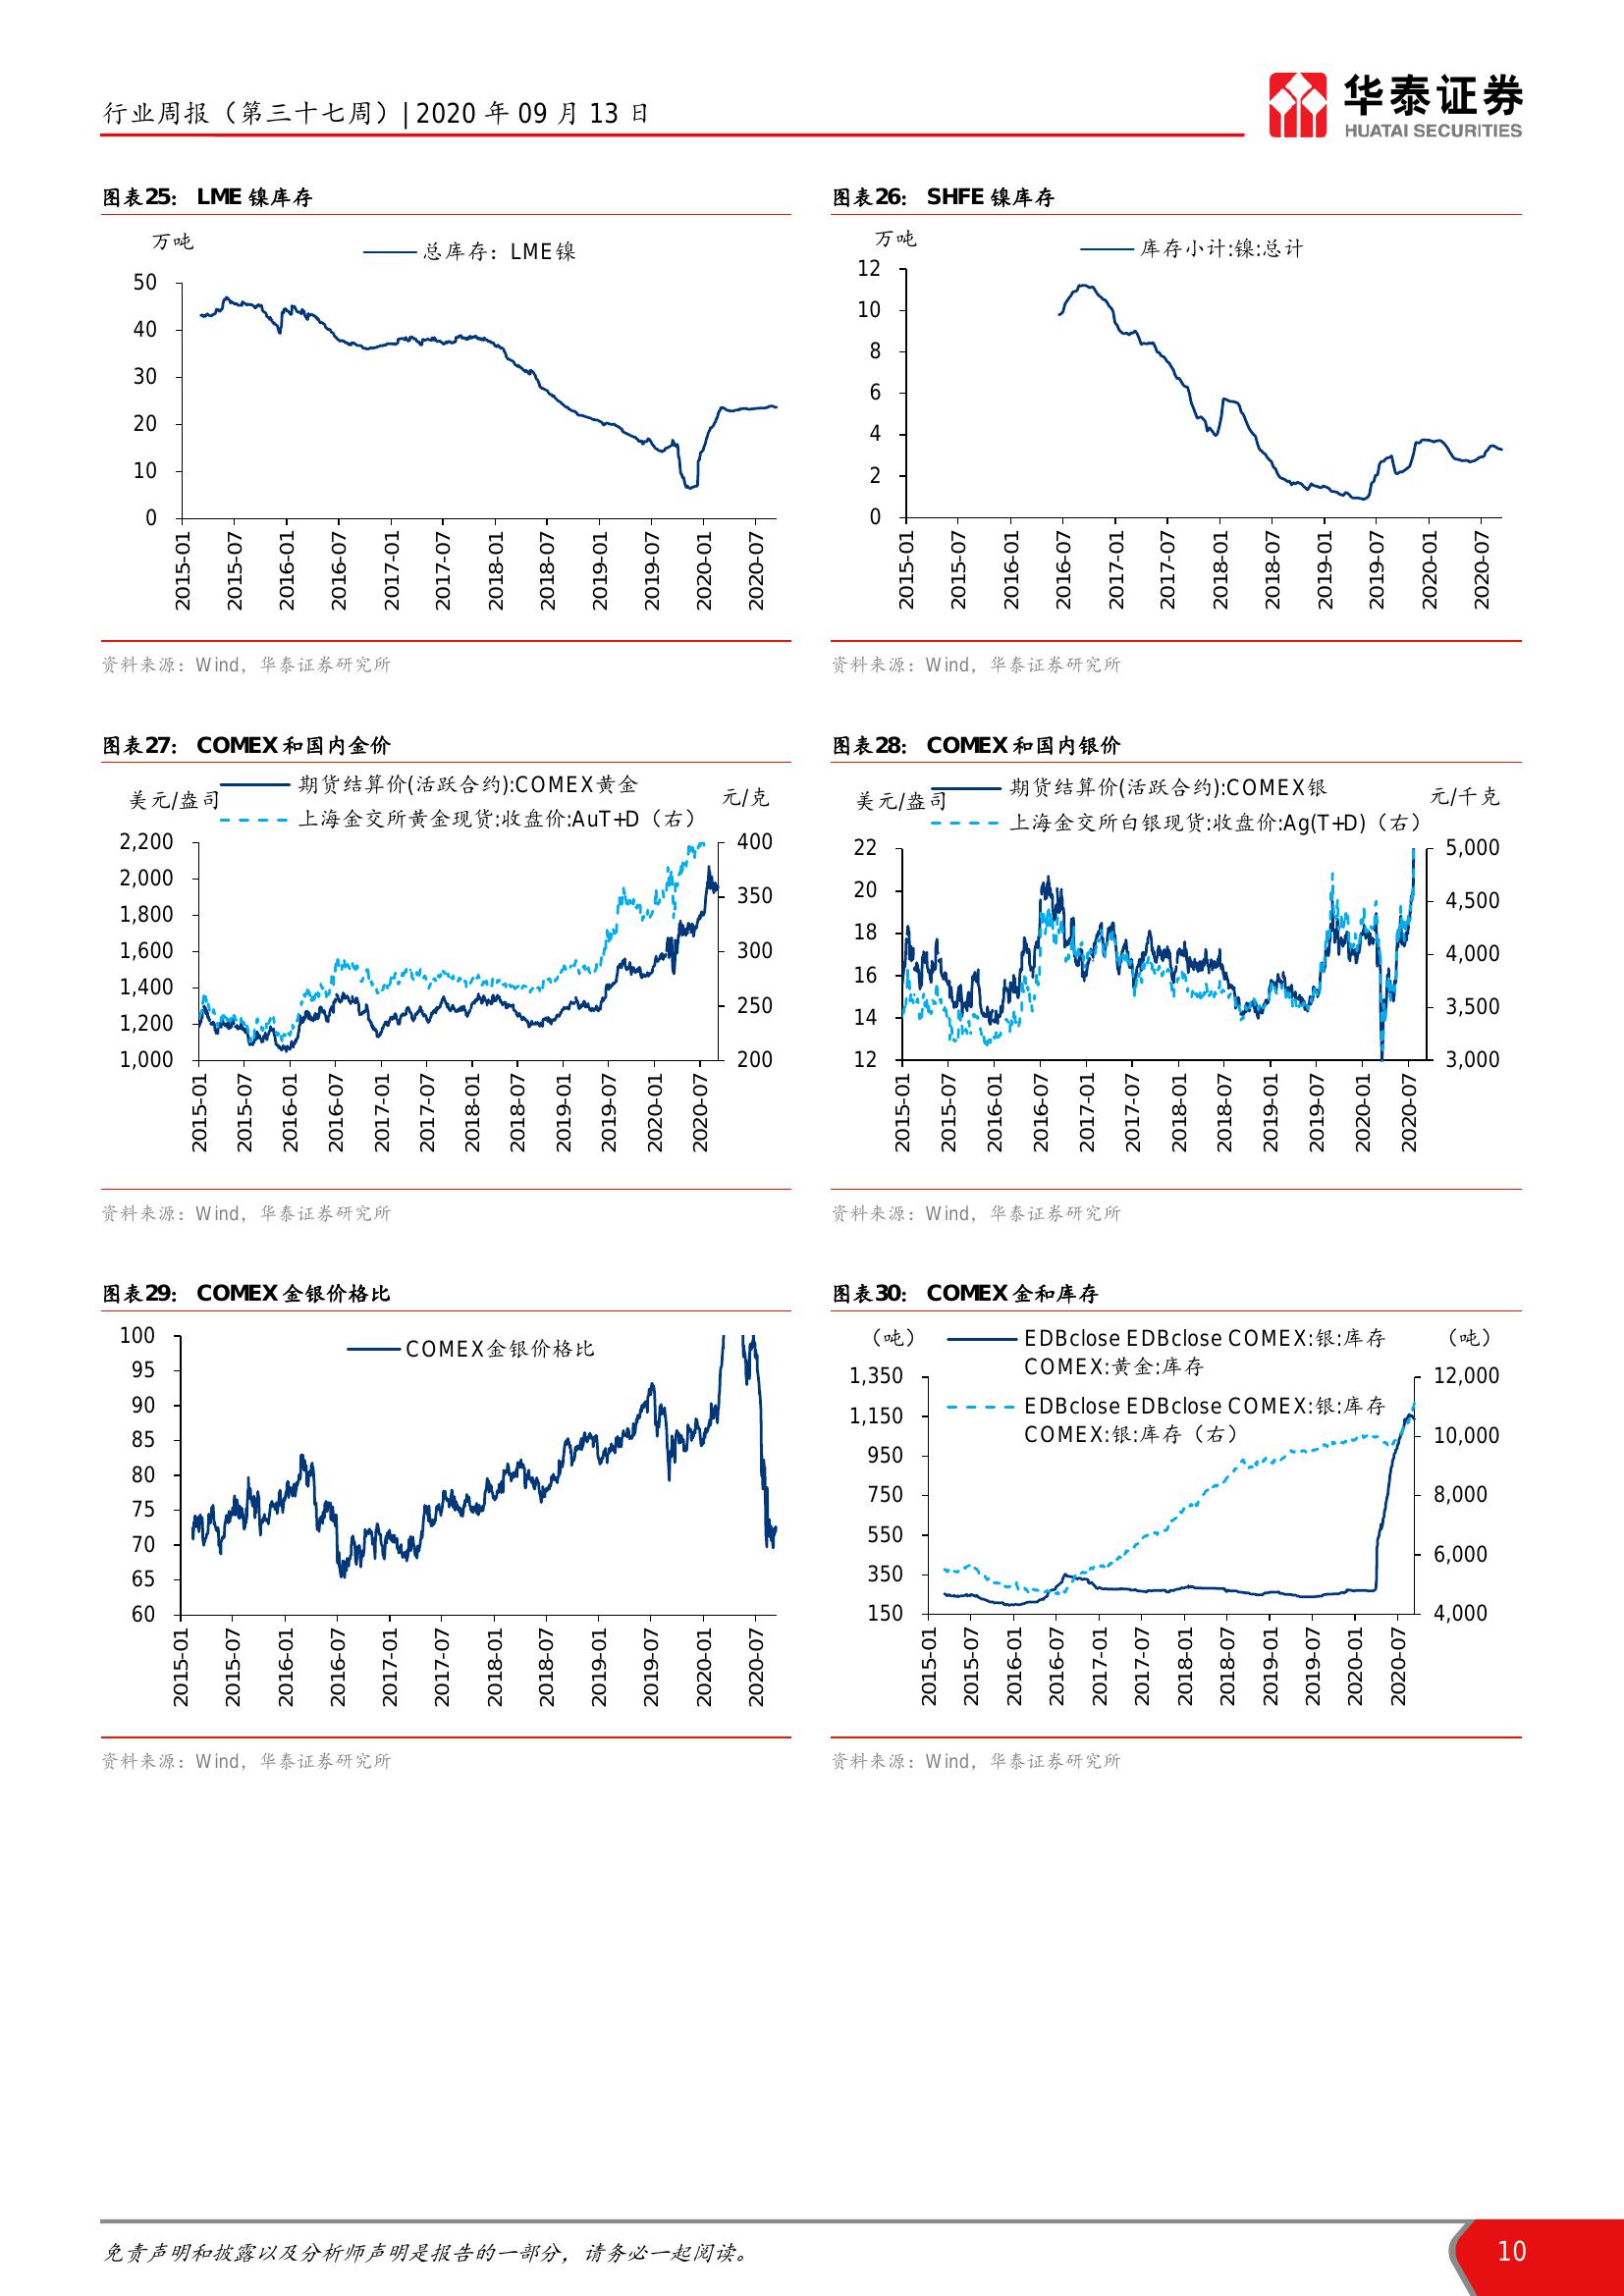 行业周报（第三十七周）| 2020 年 09 月 13 日
华泰证券
HUATAI SECURITIES
图表25： LME 镍库存
万吨
总库存：LME镍
50
40
30
20
10
0
2015-01 2015-07 2016-01 2016-07 2017-01 2017-07 2018-01 2018-07 2019-01 2019-07 2020-01 2020-07
资料来源：Wind，华泰证券研究所
图表26： SHFE 镍库存
万吨
库存小计:镍:总计
12
10
8
6
4
2
0
2015-01 2015-07 2016-01 2016-07 2017-01 2017-07 2018-01 2018-07 2019-01 2019-07 2020-01 2020-07
资料来源：Wind，华泰证券研究所
图表27： COMEX 和国内金价
美元/盎司
期货结算价(活跃合约):COMEX黄金
上海金交所黄金现货:收盘价:AuT+D（右）
元/克
2,200
2,000
1,800
1,600
1,400
1,200
1,000
400
350
300
250
200
2015-01 2015-07 2016-01 2016-07 2017-01 2017-07 2018-01 2018-07 2019-01 2019-07 2020-01 2020-07
资料来源：Wind，华泰证券研究所
图表28： COMEX 和国内银价
美元/盎司
期货结算价(活跃合约):COMEX银
上海金交所白银现货:收盘价:Ag(T+D)（右）
元/千克
22
20
18
16
14
12
5,000
4,500
4,000
3,500
3,000
2015-01 2015-07 2016-01 2016-07 2017-01 2017-07 2018-01 2018-07 2019-01 2019-07 2020-01 2020-07
资料来源：Wind，华泰证券研究所
图表29： COMEX 金银价格比
COMEX金银价格比
100
95
90
85
80
75
70
65
60
2015-01 2015-07 2016-01 2016-07 2017-01 2017-07 2018-01 2018-07 2019-01 2019-07 2020-01 2020-07
资料来源：Wind，华泰证券研究所
图表30： COMEX 金和库存
（吨）
EDBclose EDBclose COMEX:银:库存
COMEX:黄金:库存
EDBclose EDBclose COMEX:银:库存
COMEX:银:库存（右）
（吨）
1,350
1,150
950
750
550
350
150
12,000
10,000
8,000
6,000
4,000
2015-01 2015-07 2016-01 2016-07 2017-01 2017-07 2018-01 2018-07 2019-01 2019-07 2020-01 2020-07
资料来源：Wind，华泰证券研究所
免责声明和披露以及分析师声明是报告的一部分，请务必一起阅读。
10